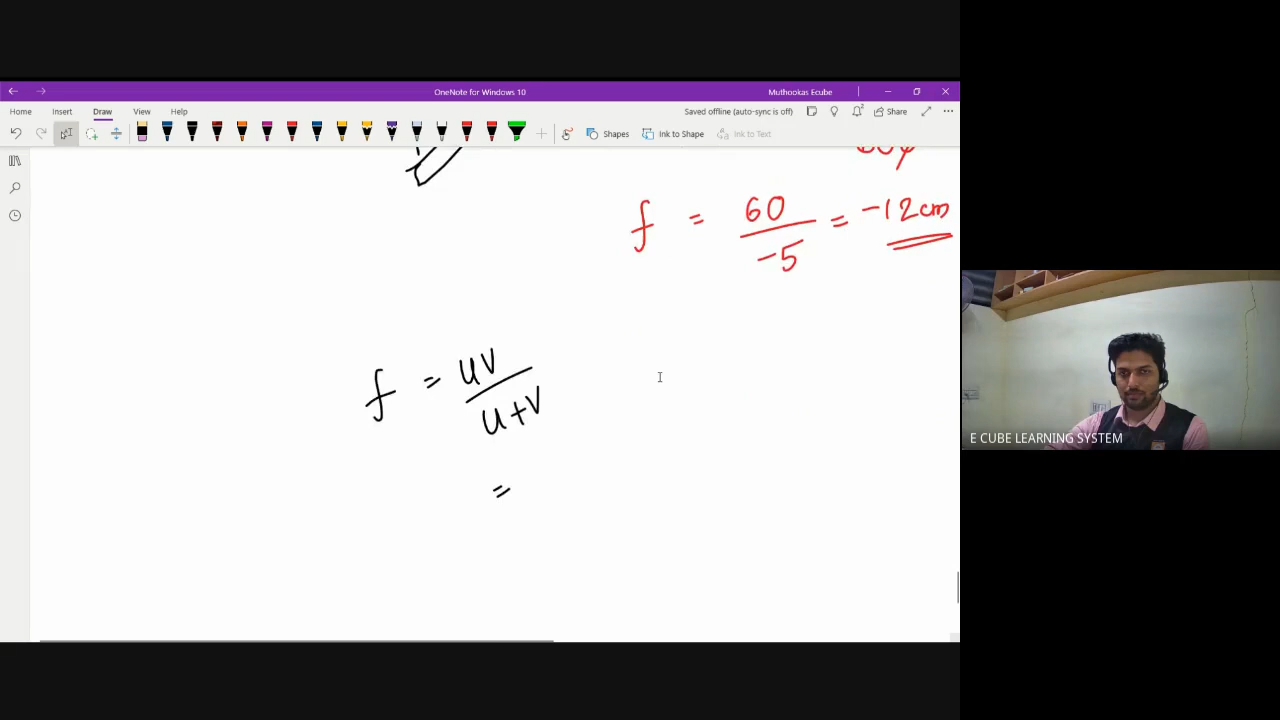 OneNote for Windows 10
Muthookas Ecube
Home Insert Draw View Help
Saved offline (auto-sync is off)
Share
Shapes
Ink to Shape
Ink to Text
f = 60 / -5 = -12cm
f = uv / u+v
=
E CUBE LEARNING SYSTEM